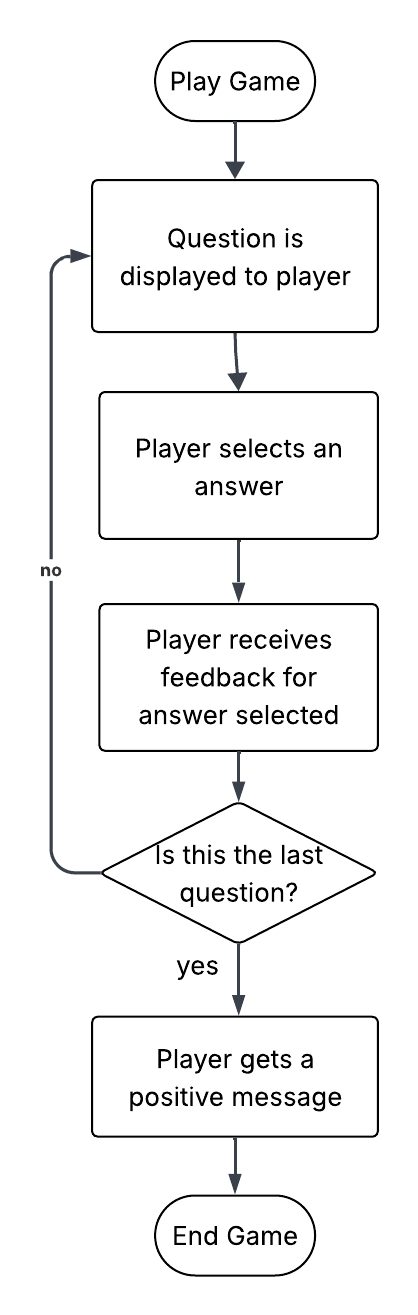 Play Game
Question is
displayed to player
Player selects an
answer
no
Player receives
feedback for
answer selected
Is this the last
question?
yes
Player gets a
positive message
End Game